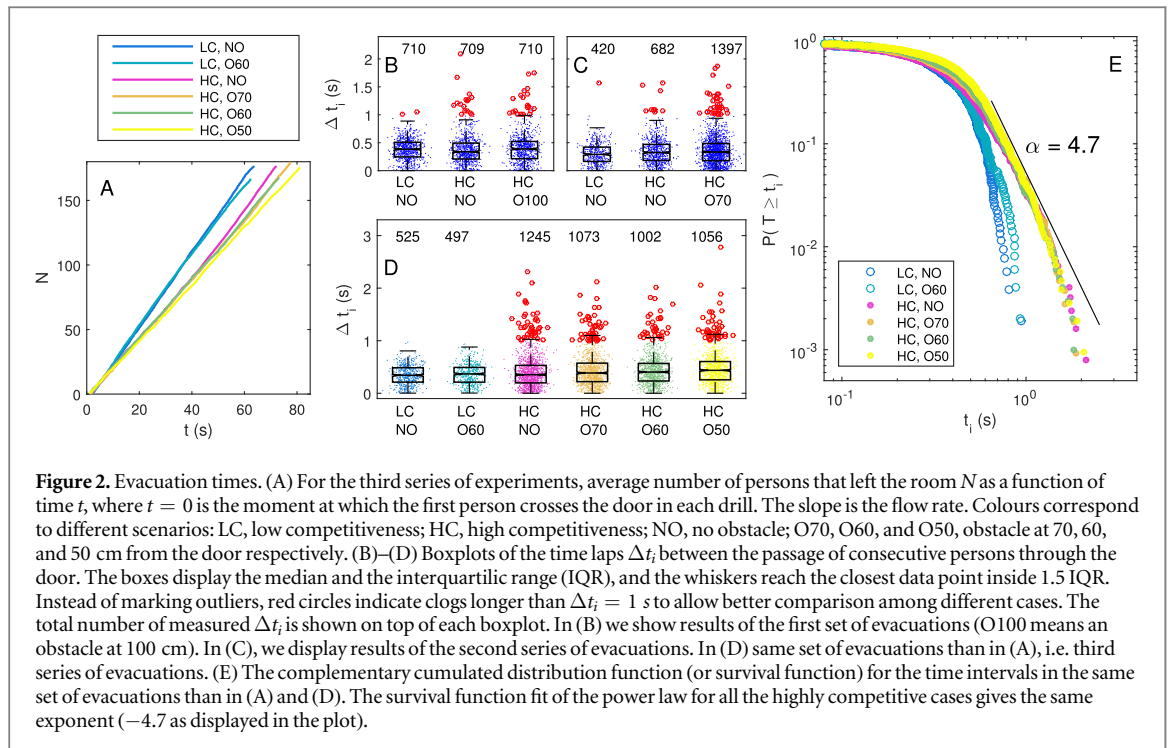 LC, NO
LC, O60
HC, NO
HC, O70
HC, O60
HC, O50
A
N
150
100
50
0
0 20 40 60 80
t (s)
B
710 709 710
Δ t i (s)
2
1.5
1
0.5
0
LC HC HC
NO NO O100
C
420 682 1397
LC HC HC
NO NO O70
D
525 497 1245 1073 1002 1056
Δ t i (s)
3
2
1
0
LC LC HC HC HC HC
NO O60 NO O70 O60 O50
E
P( T ≥ t i )
10^0
10^-1
10^-2
10^-3
α = 4.7
LC, NO
LC, O60
HC, NO
HC, O70
HC, O60
HC, O50
10^-1 10^0
t i (s)
Figure 2. Evacuation times. (A) For the third series of experiments, average number of persons that left the room N as a function of
time t, where t = 0 is the moment at which the first person crosses the door in each drill. The slope is the flow rate. Colours correspond
to different scenarios: LC, low competitiveness; HC, high competitiveness; NO, no obstacle; O70, O60, and O50, obstacle at 70, 60,
and 50 cm from the door respectively. (B)–(D) Boxplots of the time laps Δt i between the passage of consecutive persons through the
door. The boxes display the median and the interquartilic range (IQR), and the whiskers reach the closest data point inside 1.5 IQR.
Instead of marking outliers, red circles indicate clogs longer than Δt i = 1 s to allow better comparison among different cases. The
total number of measured Δt i is shown on top of each boxplot. In (B) we show results of the first set of evacuations (O100 means an
obstacle at 100 cm). In (C), we display results of the second series of evacuations. In (D) same set of evacuations than in (A), i.e. third
series of evacuations. (E) The complementary cumulated distribution function (or survival function) for the time intervals in the same
set of evacuations than in (A) and (D). The survival function fit of the power law for all the highly competitive cases gives the same
exponent (−4.7 as displayed in the plot).